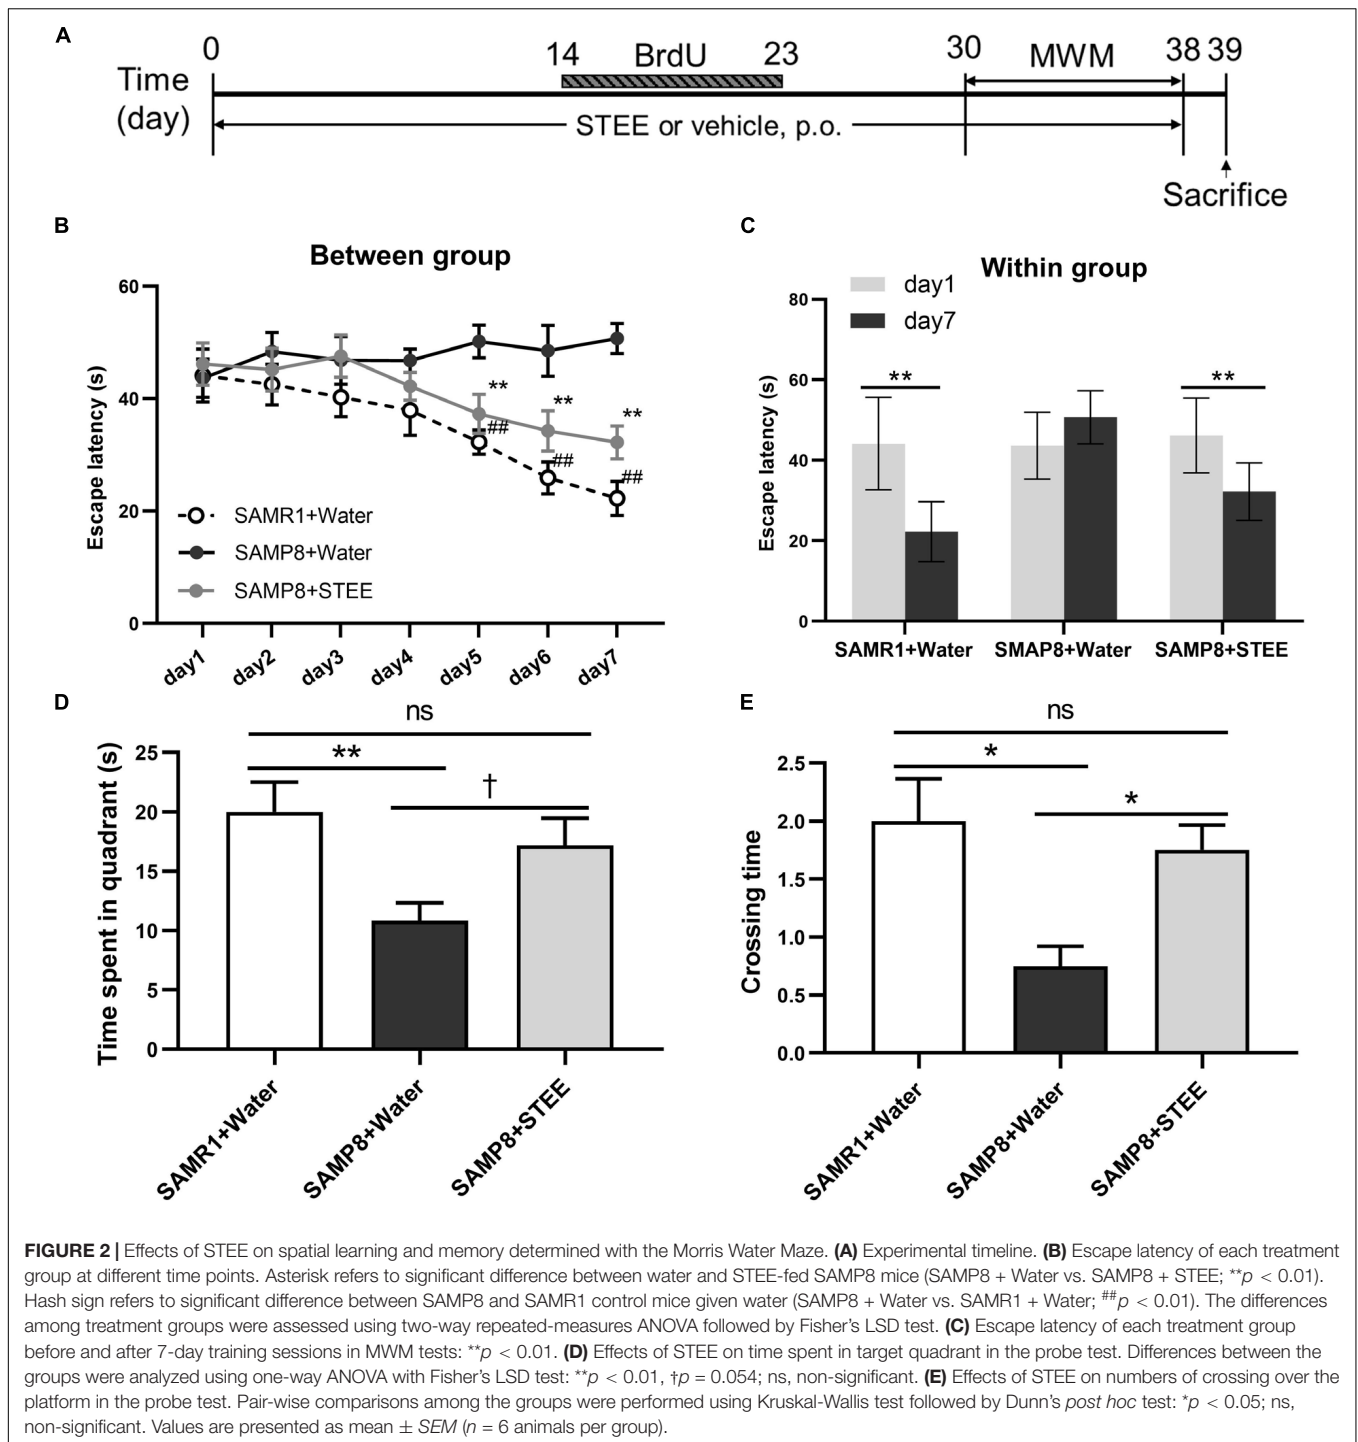 A
0 14 BrdU 23 30 MWM 38 39
Time
(day)
STEE or vehicle, p.o.
Sacrifice
B
Between group
60
40
20
0
Escape latency (s)
**
**
**
##
##
##
SAMR1+Water
SAMP8+Water
SAMP8+STEE
day1 day2 day3 day4 day5 day6 day7
C
Within group
day1
day7
80
60
40
20
0
Escape latency (s)
** **
SAMR1+Water SMAP8+Water SAMP8+STEE
D
ns
**
†
25
20
15
10
5
0
Time spent in quadrant (s)
SAMR1+Water SAMP8+Water SAMP8+STEE
E
ns
*
*
2.5
2.0
1.5
1.0
0.5
0.0
Crossing time
SAMR1+Water SAMP8+Water SAMP8+STEE
FIGURE 2 | Effects of STEE on spatial learning and memory determined with the Morris Water Maze. (A) Experimental timeline. (B) Escape latency of each treatment
group at different time points. Asterisk refers to significant difference between water and STEE-fed SAMP8 mice (SAMP8 + Water vs. SAMP8 + STEE; **p < 0.01).
Hash sign refers to significant difference between SAMP8 and SAMR1 control mice given water (SAMP8 + Water vs. SAMR1 + Water; ##p < 0.01). The differences
among treatment groups were assessed using two-way repeated-measures ANOVA followed by Fisher's LSD test. (C) Escape latency of each treatment group
before and after 7-day training sessions in MWM tests: **p < 0.01. (D) Effects of STEE on time spent in target quadrant in the probe test. Differences between the
groups were analyzed using one-way ANOVA with Fisher's LSD test: **p < 0.01, †p = 0.054; ns, non-significant. (E) Effects of STEE on numbers of crossing over the
platform in the probe test. Pair-wise comparisons among the groups were performed using Kruskal-Wallis test followed by Dunn's post hoc test: *p < 0.05; ns,
non-significant. Values are presented as mean ± SEM (n = 6 animals per group).